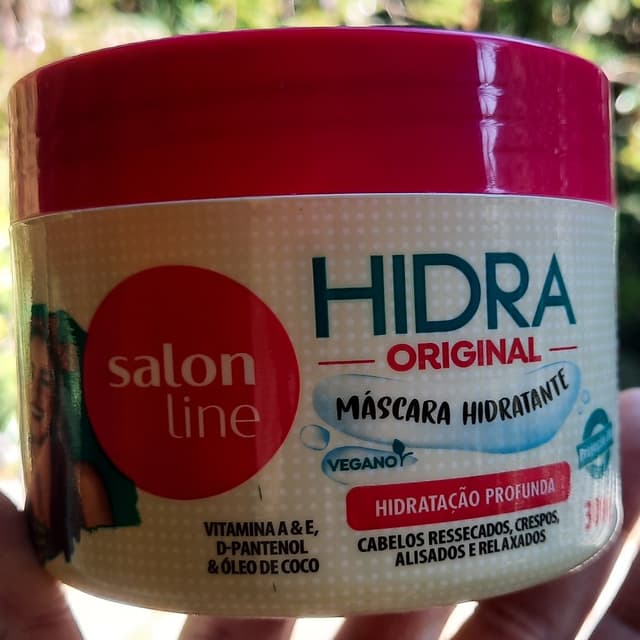 salon
line
HIDRA
ORIGINAL
MÁSCARA HIDRATANTE
VEGANO
HIDRATAÇÃO PROFUNDA
CABELOS RESSECADOS, CRESPOS,
ALISADOS E RELAXADOS
VITAMINA A & E,
D-PANTENOL
& ÓLEO DE COCO